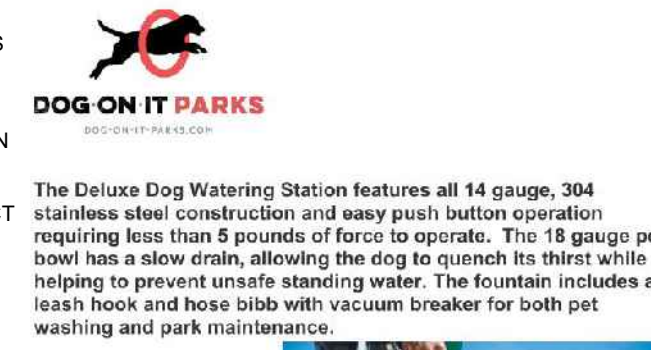 S
DOG·ON·IT PARKS
DOG-ON-IT-PARKS.COM
N
The Deluxe Dog Watering Station features all 14 gauge, 304
CT stainless steel construction and easy push button operation
requiring less than 5 pounds of force to operate. The 18 gauge pe
bowl has a slow drain, allowing the dog to quench its thirst while
helping to prevent unsafe standing water. The fountain includes a
leash hook and hose bibb with vacuum breaker for both pet
washing and park maintenance.